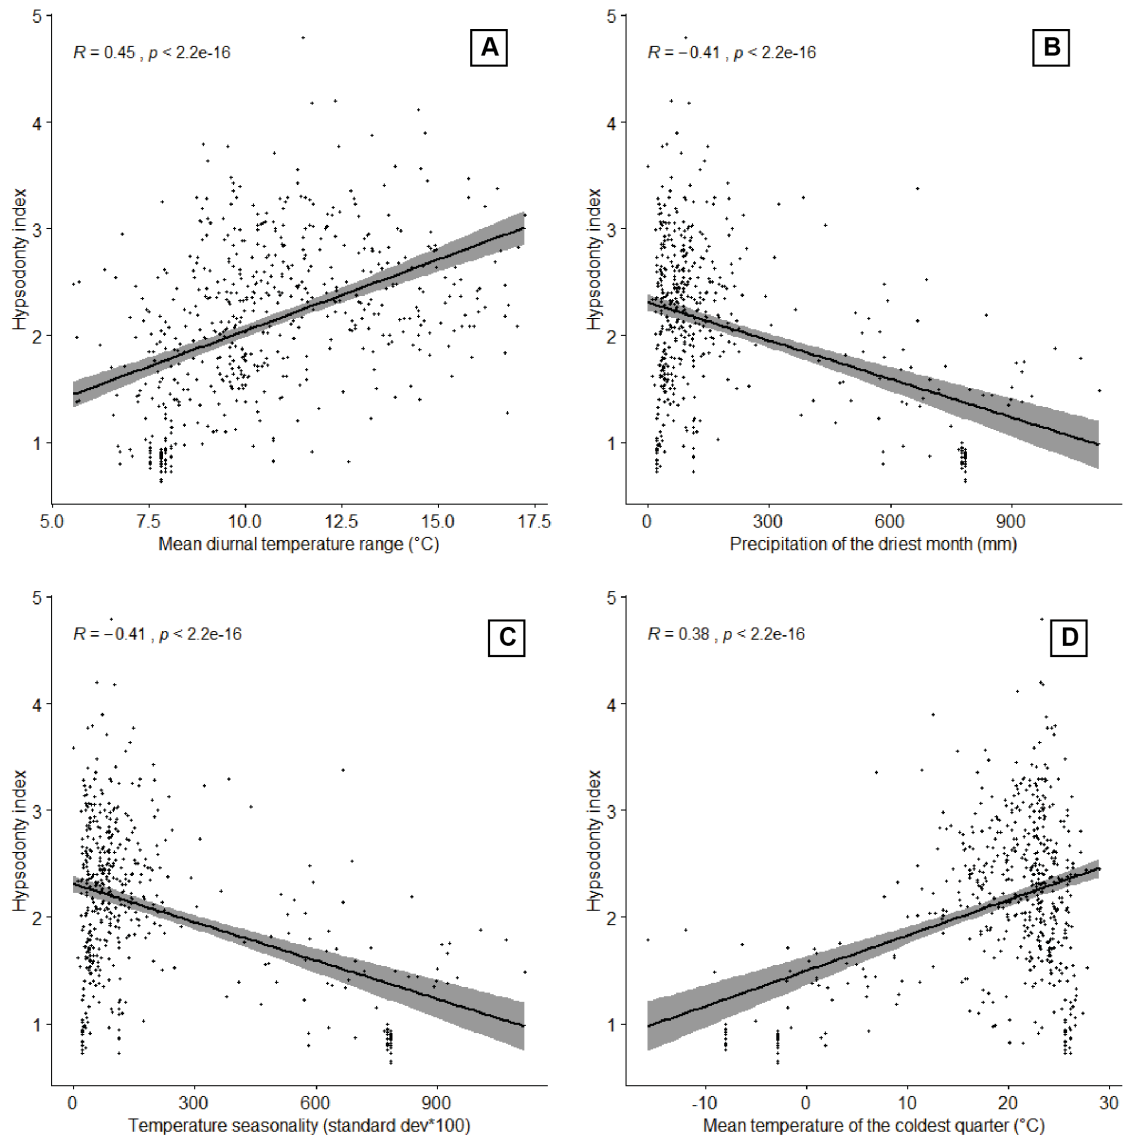 5
4
3
2
1
Hypsodonty index
R = 0.45 , p < 2.2e-16
A
5.0 7.5 10.0 12.5 15.0 17.5
Mean diurnal temperature range (°C)
5
4
3
2
1
Hypsodonty index
R = −0.41 , p < 2.2e-16
B
0 300 600 900
Precipitation of the driest month (mm)
5
4
3
2
1
Hypsodonty index
R = −0.41 , p < 2.2e-16
C
0 300 600 900
Temperature seasonality (standard dev*100)
5
4
3
2
1
Hypsodonty index
R = 0.38 , p < 2.2e-16
D
-10 0 10 20 30
Mean temperature of the coldest quarter (°C)